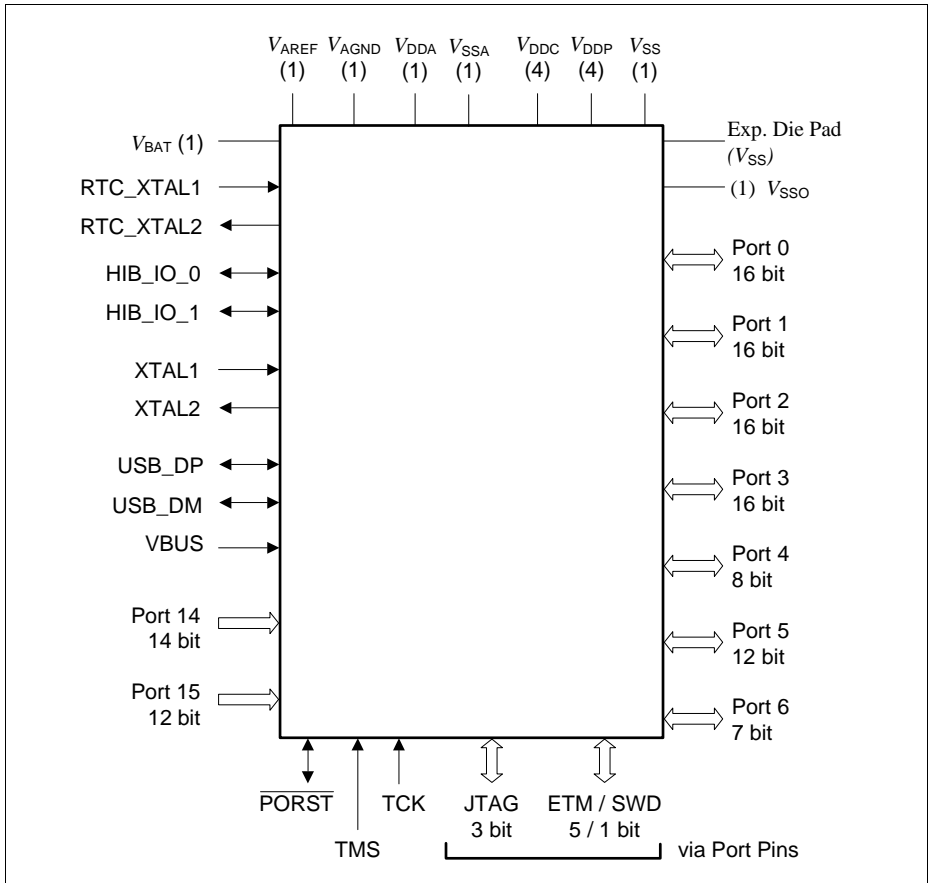 VAREF VAGND VDDA VSSA VDDC VDDP VSS
(1) (1) (1) (1) (4) (4) (1)
VBAT (1)
Exp. Die Pad
(VSS)
RTC_XTAL1
(1) VSSO
RTC_XTAL2
HIB_IO_0
HIB_IO_1
XTAL1
XTAL2
USB_DP
USB_DM
VBUS
Port 14
14 bit
Port 15
12 bit
Port 0
16 bit
Port 1
16 bit
Port 2
16 bit
Port 3
16 bit
Port 4
8 bit
Port 5
12 bit
Port 6
7 bit
PORST
TMS
TCK
JTAG
3 bit
ETM / SWD
5 / 1 bit
via Port Pins